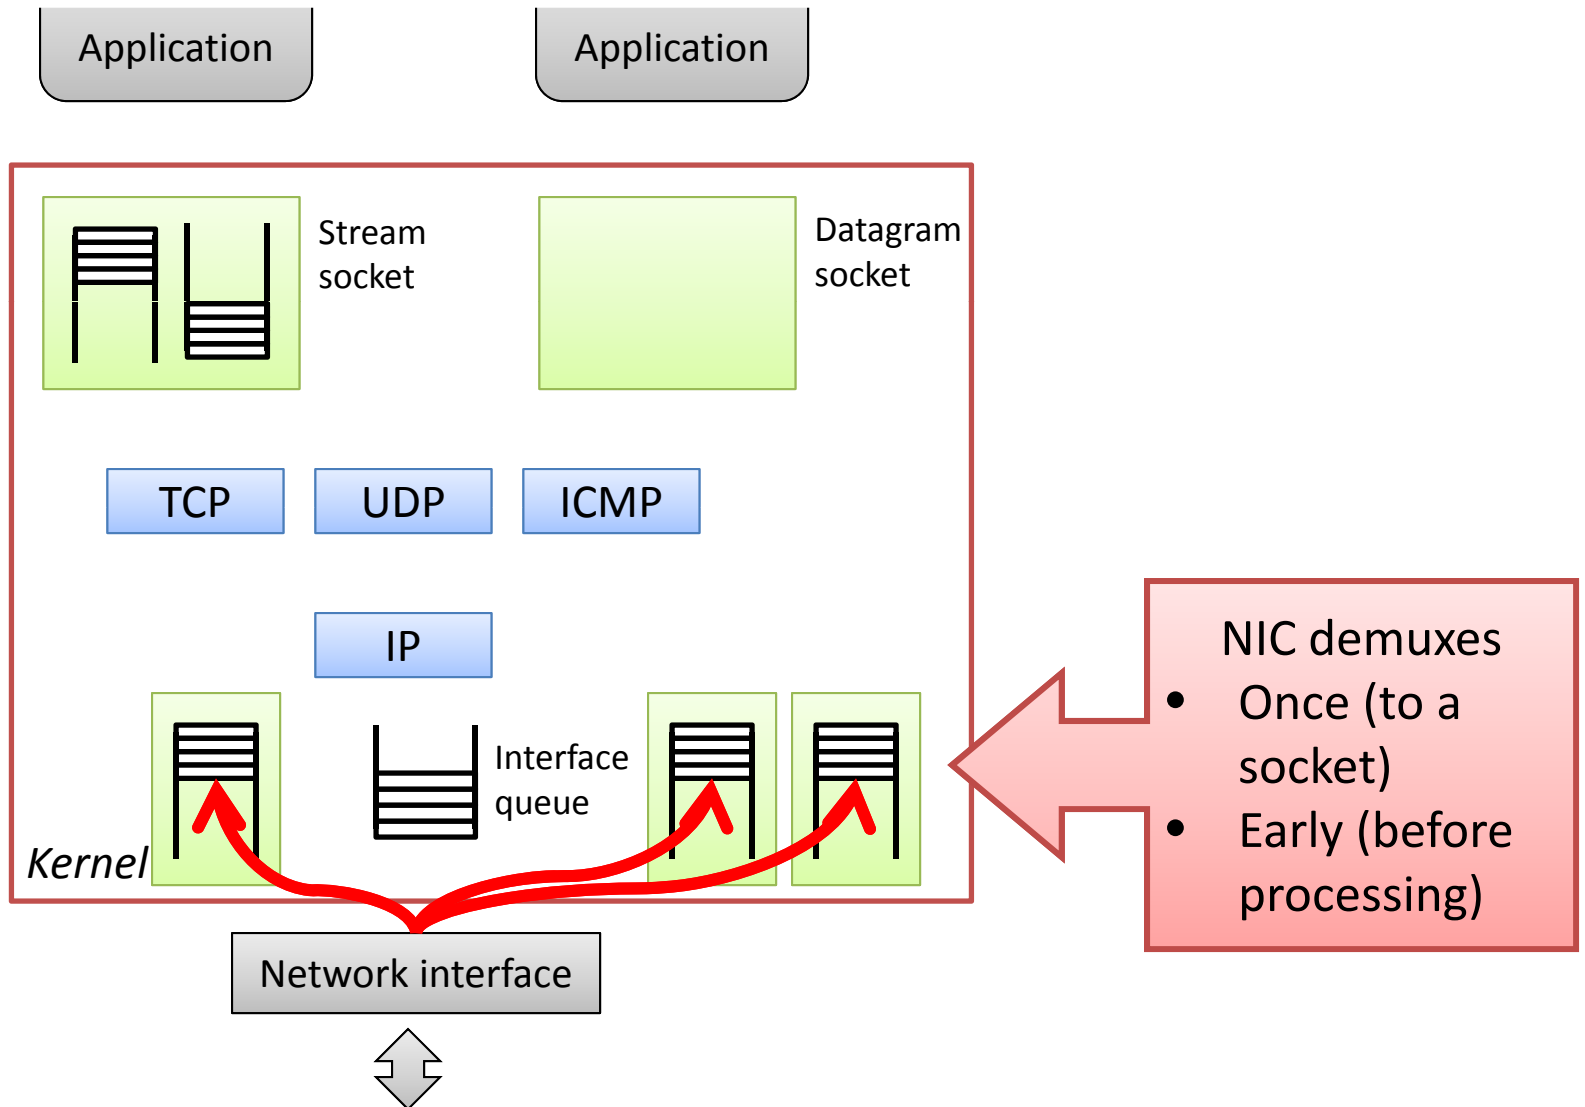 Application
Application
Stream
socket
Datagram
socket
TCP
UDP
ICMP
IP
Interface
queue
Kernel
Network interface
NIC demuxes
• Once (to a
socket)
• Early (before
processing)